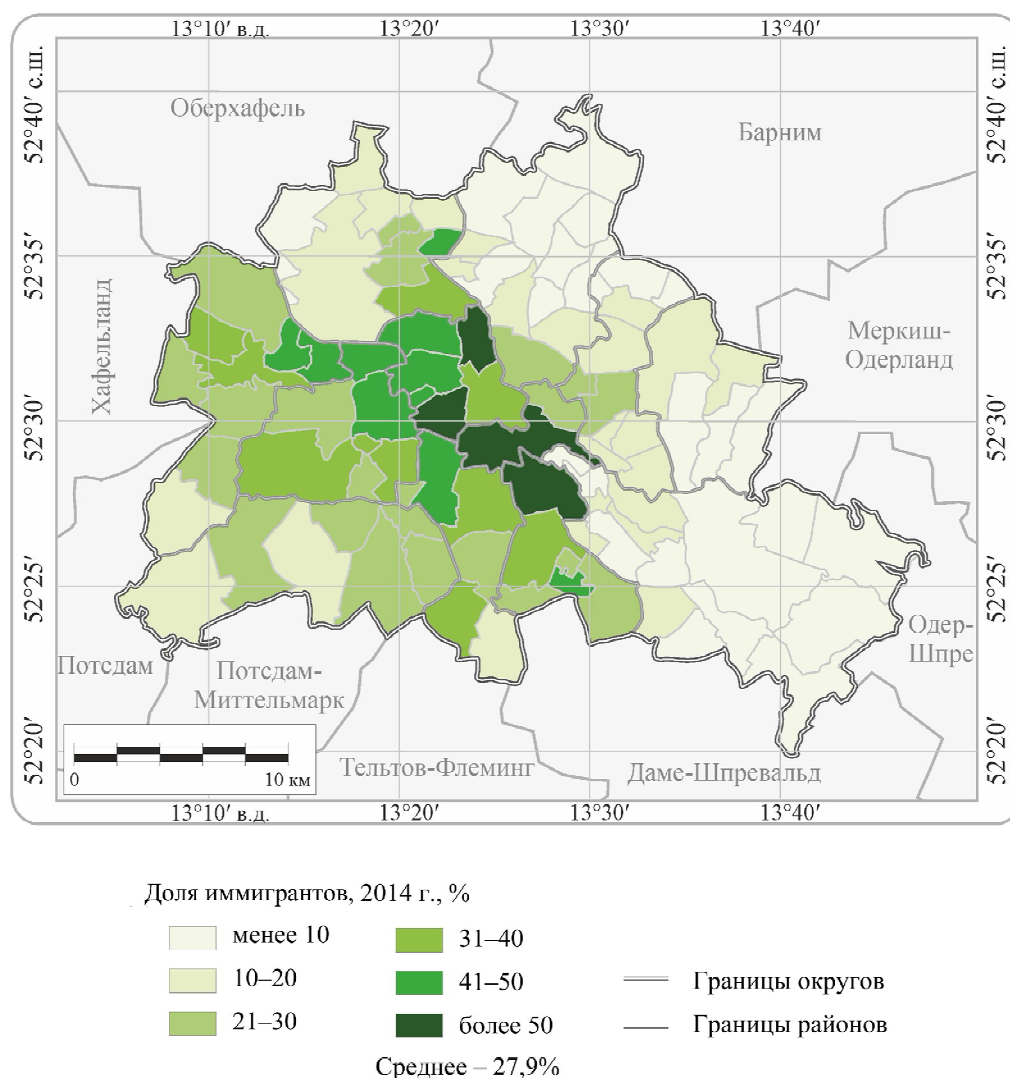 13°10′ в.д.
13°20′
13°30′
13°40′
52°40′ с.ш.
52°40′ с.ш.
Оберхафель
Барним
52°35′
52°35′
Хафельланд
Меркиш-
Одерланд
52°30′
52°30′
52°25′
52°25′
Одер-
Шпре
Потсдам
Потсдам-
Миттельмарк
52°20′
52°20′
0
10 км
Тельтов-Флеминг
Даме-Шпревальд
13°10′ в.д.
13°20′
13°30′
13°40′
Доля иммигрантов, 2014 г., %
менее 10
31–40
10–20
41–50
Границы округов
21–30
более 50
Границы районов
Среднее – 27,9%